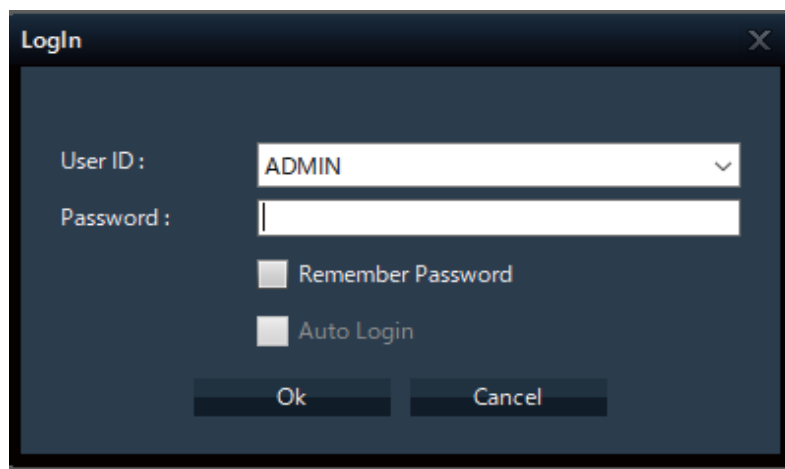 LogIn
User ID :
ADMIN
Password :
Remember Password
Auto Login
Ok
Cancel